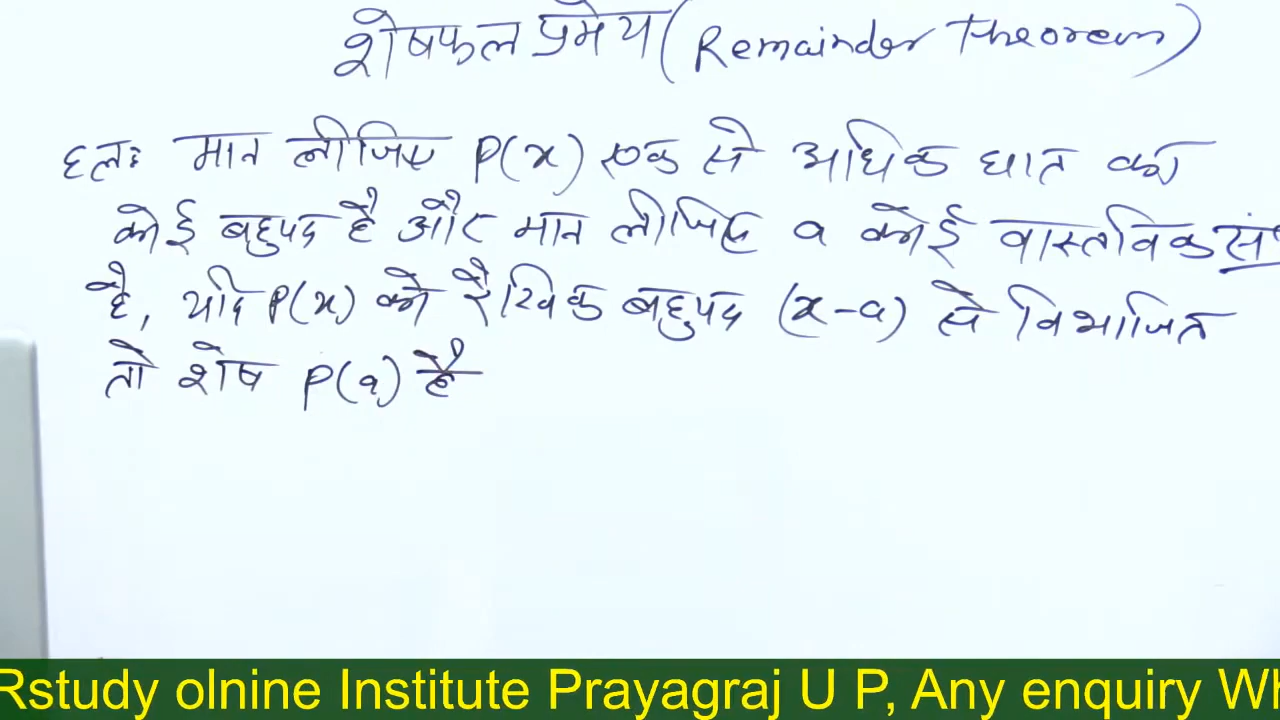 शेषफल प्रमेय (Remainder Theorem)
हलः मान लीजिए P(x) एक से अधिक घात का
कोई बहुपद है और मान लीजिए a कोई वास्तविक
है, यदि P(x) को रैखिक बहुपद (x-a) से विभाजित
तो शेष P(a) है
Rstudy olnine Institute Prayagraj U P, Any enquiry